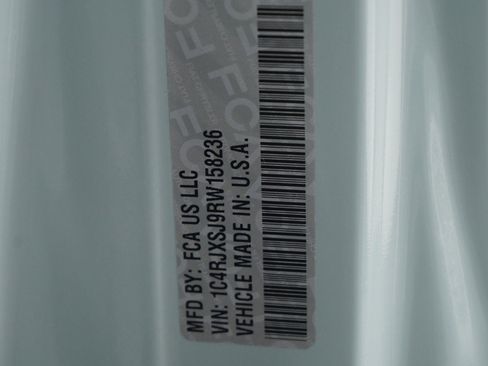 MFD BY: FCA US LLC
VIN: 1C4RJXSJ9RW158236
VEHICLE MADE IN: U.S.A.